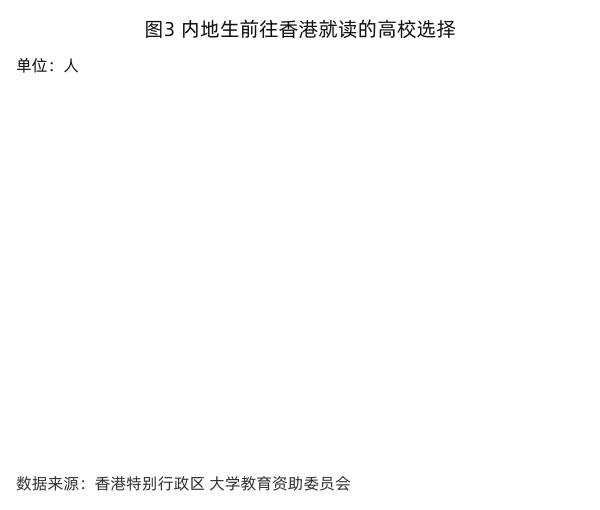 图3 内地生前往香港就读的高校选择
单位：人
数据来源：香港特别行政区 大学教育资助委员会